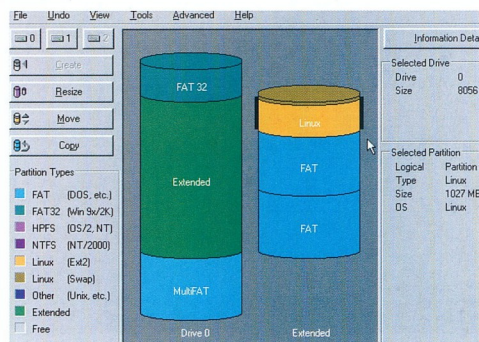 File Undo View Tools Advanced Help
0 1 2
Create
Resize
Move
Copy
Partition Types
FAT (DOS, etc.)
FAT32 (Win 9x/2K)
HPFS (OS/2, NT)
NTFS (NT/2000)
Linux (Ext2)
Linux (Swap)
Other (Unix, etc.)
Extended
Free
FAT 32
Extended
MultiFAT
Drive 0
Linux
FAT
FAT
Extended
Information Deta
Selected Drive
Drive 0
Size 8056
Selected Partition
Logical Partition
Type Linux
Size 1027 MB
OS Linux